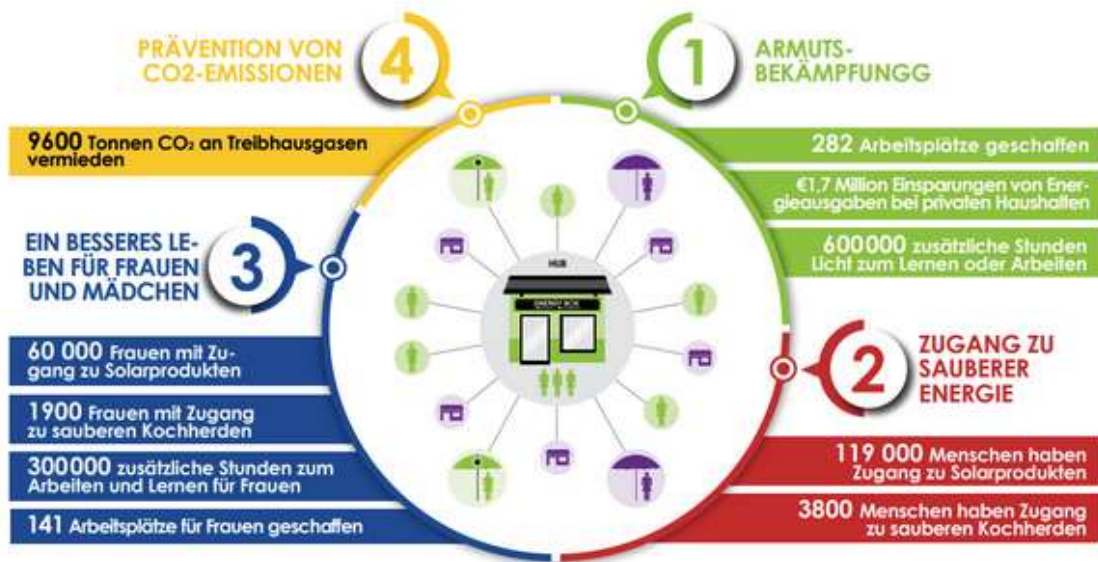 PRÄVENTION VON
CO2-EMISSIONEN
4
9600 Tonnen CO₂ an Treibhausgasen
vermieden
1
ARMUTS-
BEKÄMPFUNGG
282 Arbeitsplätze geschaffen
€1,7 Million Einsparungen von Ener-
gieausgaben bei privaten Haushalten
600000 zusätzliche Stunden
Licht zum Lernen oder Arbeiten
EIN BESSERES LE-
BEN FÜR FRAUEN
UND MÄDCHEN
3
60 000 Frauen mit Zu-
gang zu Solarprodukten
1900 Frauen mit Zugang
zu sauberen Kochherden
300000 zusätzliche Stunden zum
Arbeiten und Lernen für Frauen
141 Arbeitsplätze für Frauen geschaffen
HUB
ENERGY BOX
2
ZUGANG ZU
SAUBERER
ENERGIE
119 000 Menschen haben
Zugang zu Solarprodukten
3800 Menschen haben Zugang
zu sauberen Kochherden